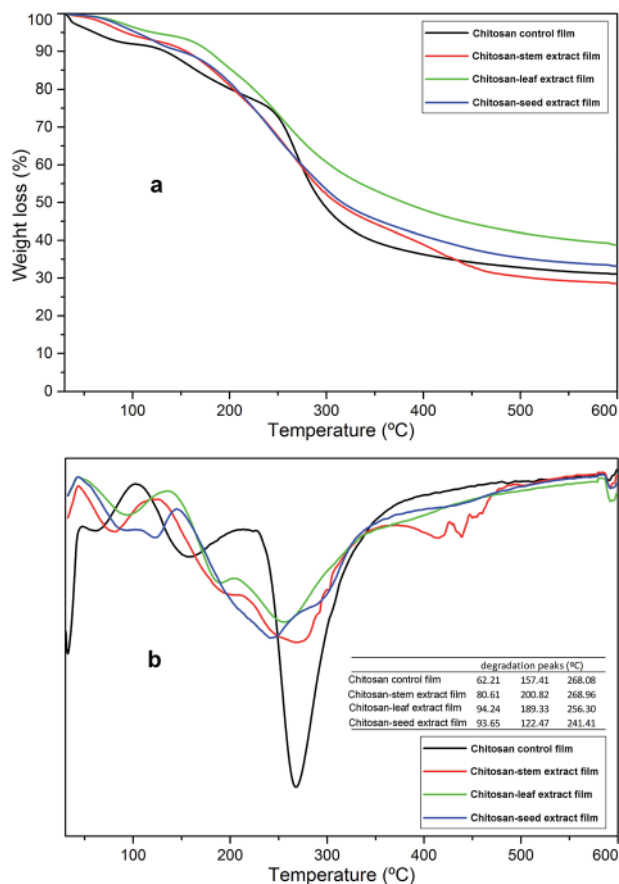 100
90
80
70
60
50
40
30
20
10
0
Weight loss (%)
Chitosan control film
Chitosan-stem extract film
Chitosan-leaf extract film
Chitosan-seed extract film
a
100 200 300 400 500 600
Temperature (ºC)
b
degradation peaks (ºC)
Chitosan control film 62.21 157.41 268.08
Chitosan-stem extract film 80.61 200.82 268.96
Chitosan-leaf extract film 94.24 189.33 256.30
Chitosan-seed extract film 93.65 122.47 241.41
Chitosan control film
Chitosan-stem extract film
Chitosan-leaf extract film
Chitosan-seed extract film
100 200 300 400 500 600
Temperature (ºC)